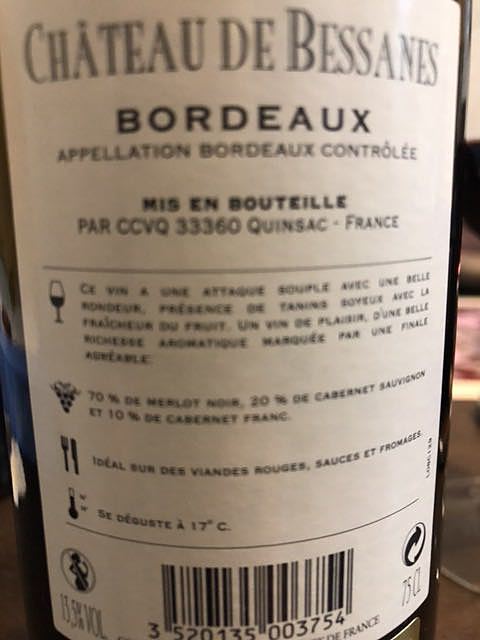 CHÂTEAU DE BESSANES
BORDEAUX
APPELLATION BORDEAUX CONTRÔLÉE
MIS EN BOUTEILLE
PAR CCVQ 33360 QUINSAC - FRANCE
CE VIN A UNE ATTAQUE SOUPLE AVEC UNE BELLE
RONDEUR, PRÉSENCE DE TANINS SOYEUX AVEC LA
FRAÎCHEUR DU FRUIT. UN VIN DE PLAISIR, D'UNE BELLE
RICHESSE AROMATIQUE MARQUÉE PAR UNE FINALE
AGRÉABLE.
70 % DE MERLOT NOIR, 20 % DE CABERNET SAUVIGNON
ET 10 % DE CABERNET FRANC.
IDÉAL SUR DES VIANDES ROUGES, SAUCES ET FROMAGES.
SE DÉGUSTE À 17° C.
13,5% VOL
75 CL
3 520135 003754
DE FRANCE